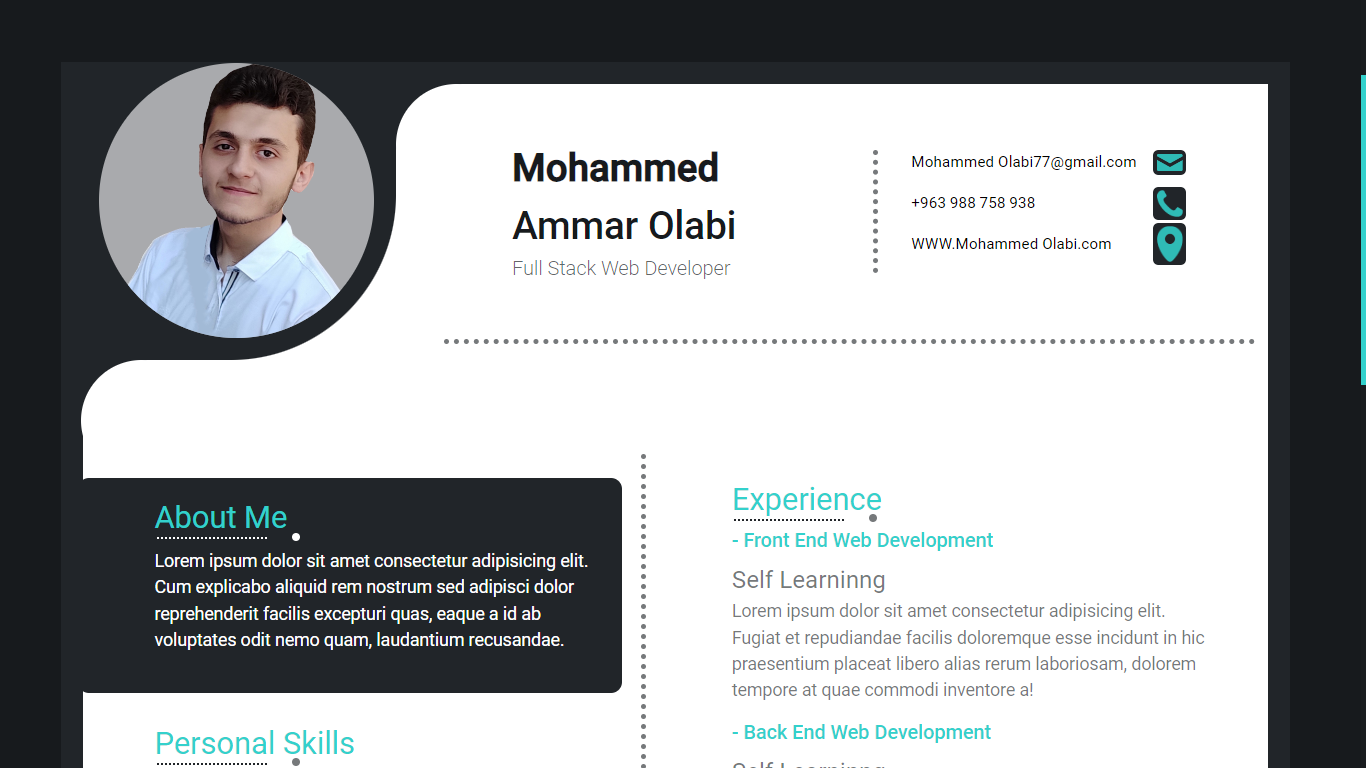 Mohammed
Ammar Olabi
Full Stack Web Developer
Mohammed Olabi77@gmail.com
+963 988 758 938
WWW.Mohammed Olabi.com
About Me
Lorem ipsum dolor sit amet consectetur adipisicing elit.
Cum explicabo aliquid rem nostrum sed adipisci dolor
reprehenderit facilis excepturi quas, eaque a id ab
voluptates odit nemo quam, laudantium recusandae.
Personal Skills
Experience
- Front End Web Development
Self Learninng
Lorem ipsum dolor sit amet consectetur adipisicing elit.
Fugiat et repudiandae facilis doloremque esse incidunt in hic
praesentium placeat libero alias rerum laboriosam, dolorem
tempore at quae commodi inventore a!
- Back End Web Development
Self Learninng